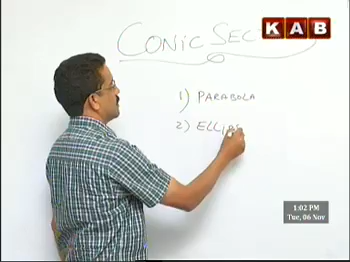 CONIC SEC
KAB
1) PARABOLA
2) ELLIP
1:02 PM
Tue, 06 Nov